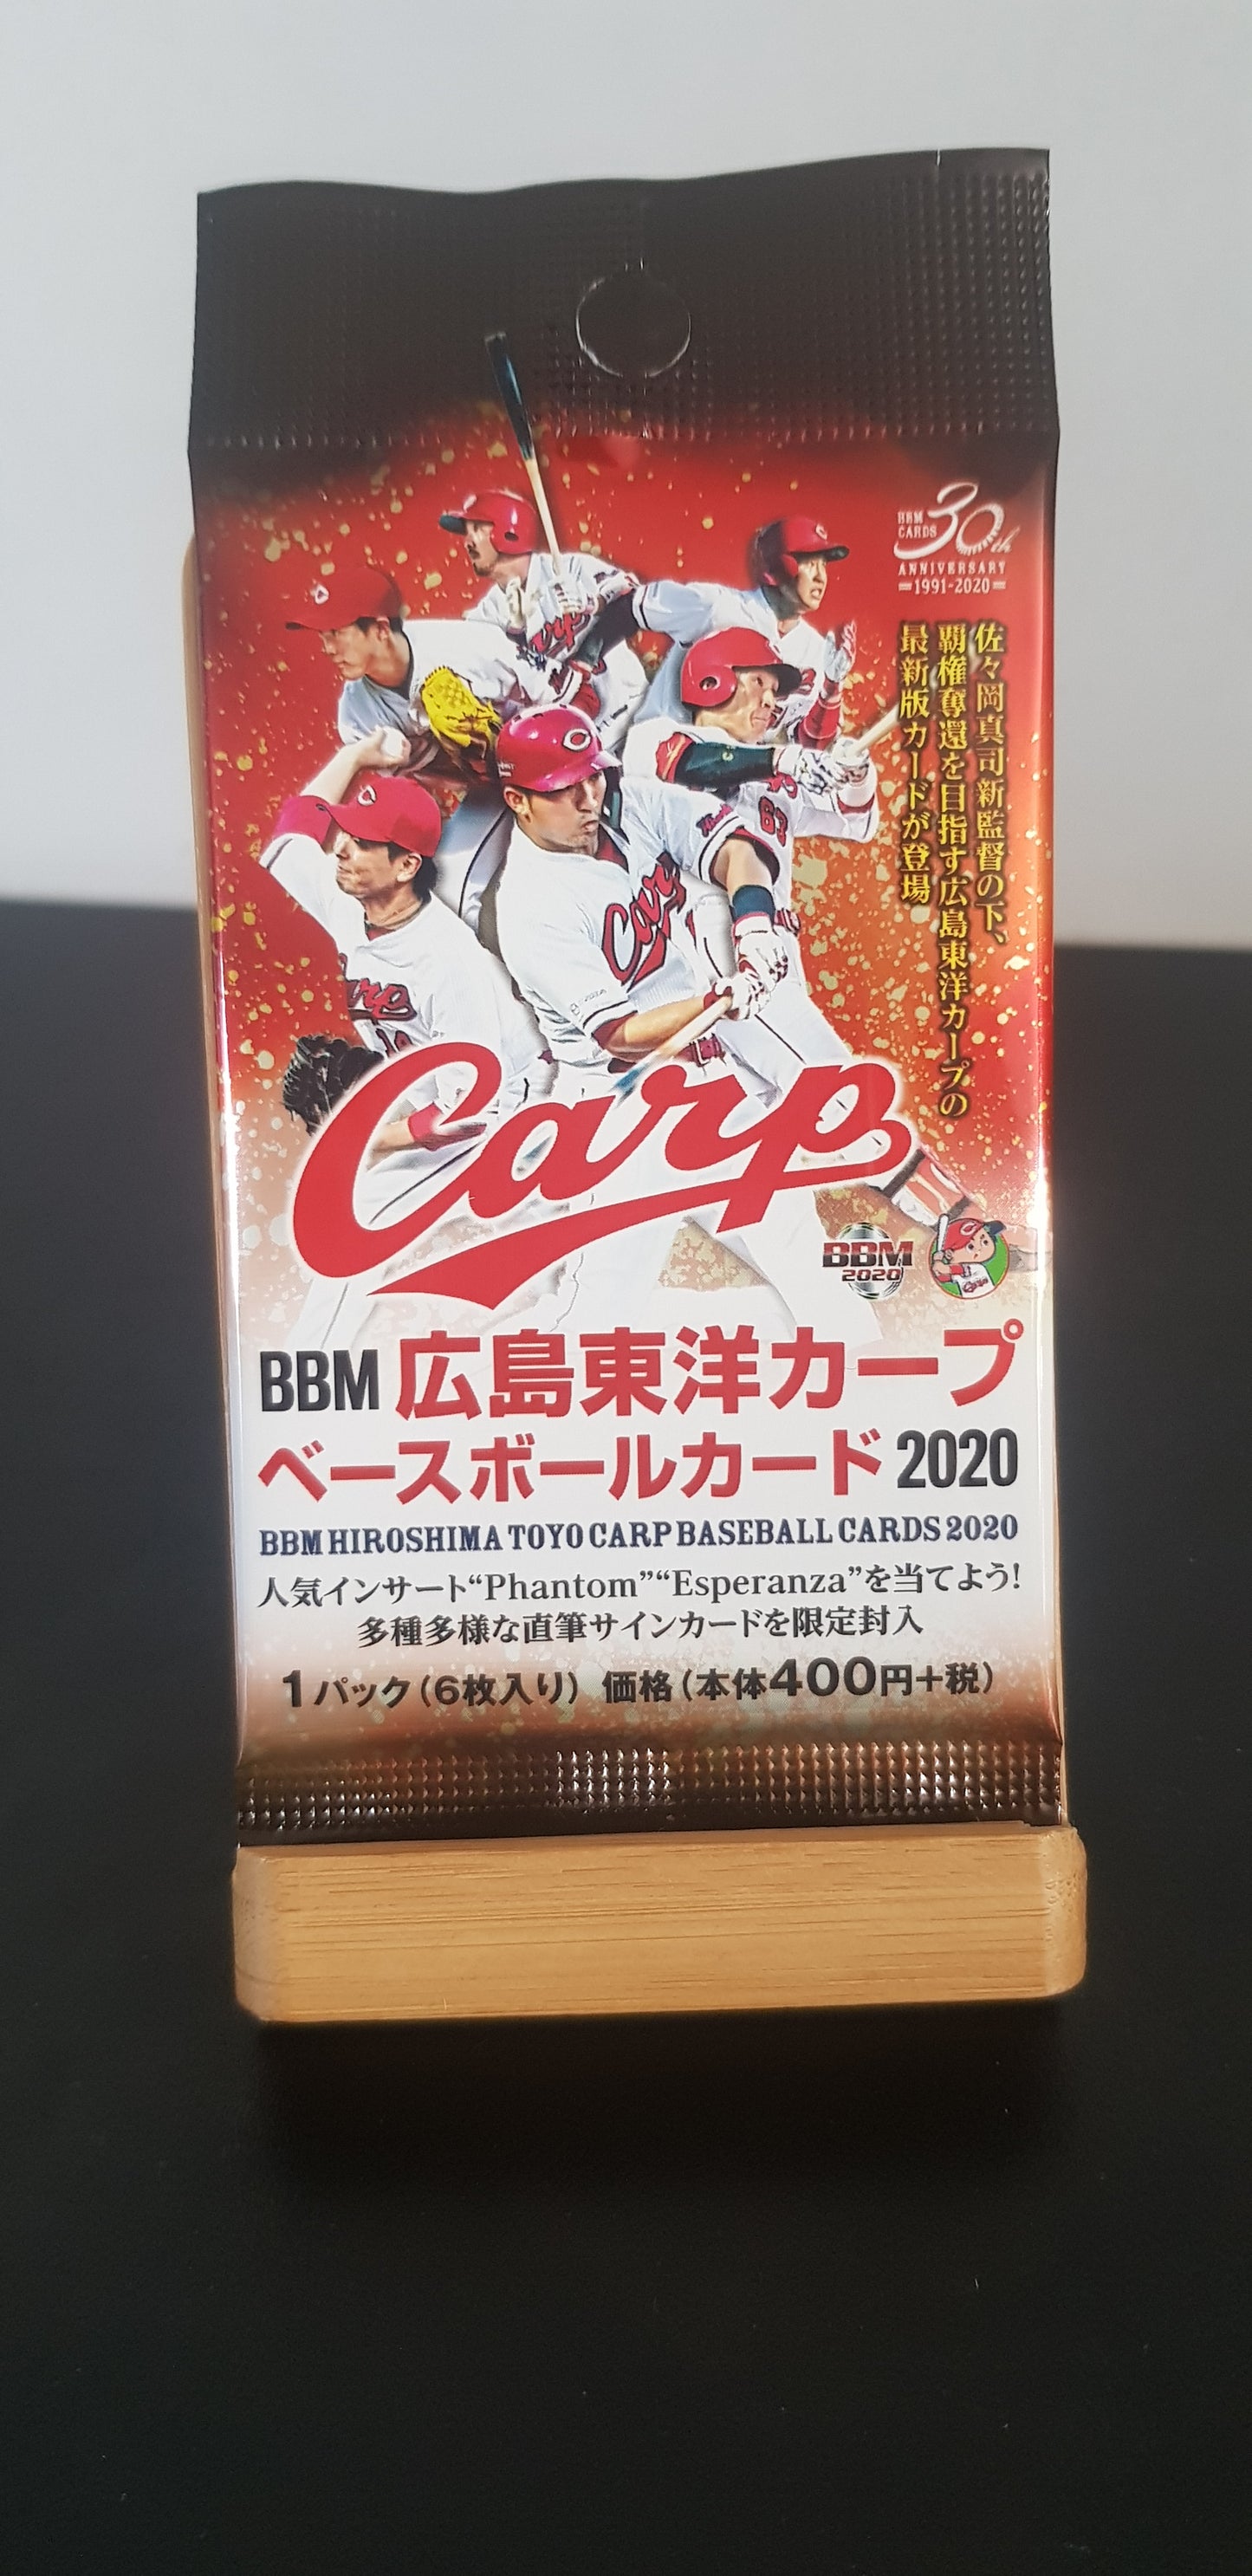 BBM
CARDS 30th
ANNIVERSARY
1991-2020
佐々岡真司新監督の下、
覇権奪還を目指す広島東洋カープの
最新版カードが登場
Carp
63
Carp
BBM
2020
BBM 広島東洋カープ
ベースボールカード 2020
BBM HIROSHIMA TOYO CARP BASEBALL CARDS 2020
人気インサート“Phantom”“Esperanza”を当てよう!
多種多様な直筆サインカードを限定封入
1パック(6枚入り) 価格(本体400円+税)